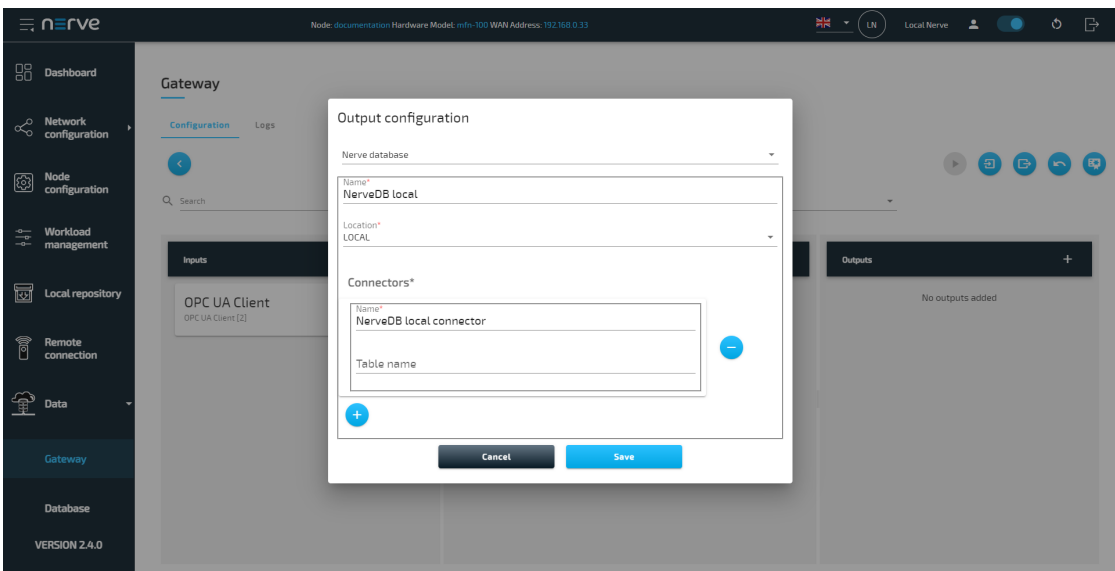 nerve
Node: documentation Hardware Model: mfn-100 WAN Address: 192.168.0.33
LN
Local Nerve
Dashboard
Network
configuration
Node
configuration
Workload
management
Local repository
Remote
connection
Data
Gateway
Database
VERSION 2.4.0
Gateway
Configuration
Logs
Search
Inputs
OPC UA Client
OPC UA Client [2]
Output configuration
Nerve database
Name*
NerveDB local
Location*
LOCAL
Connectors*
Name*
NerveDB local connector
Table name
Cancel
Save
Outputs
No outputs added